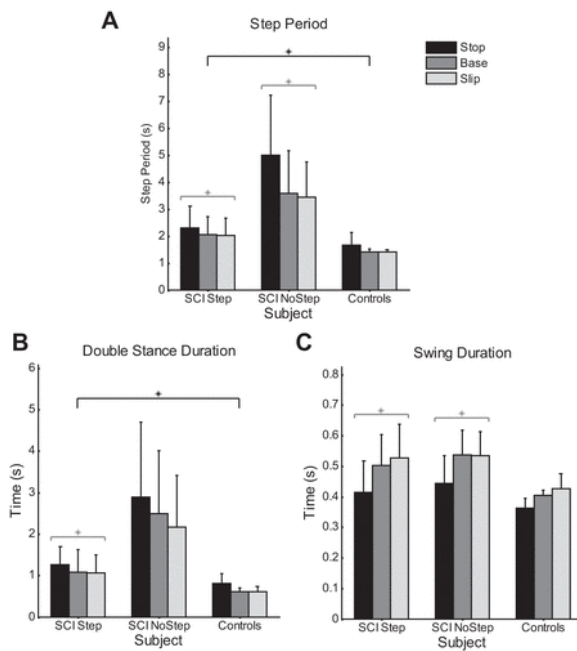 A
Step Period
Stop
Base
Slip
+
+
+
9
8
7
6
5
4
3
2
1
0
Step Period (s)
SCI Step SCI NoStep Controls
Subject
B
Double Stance Duration
+
+
6
5
4
3
2
1
0
Time (s)
SCI Step SCI NoStep Controls
Subject
C
Swing Duration
+
+
0.8
0.7
0.6
0.5
0.4
0.3
0.2
0.1
0
Time (s)
SCI Step SCI NoStep Controls
Subject